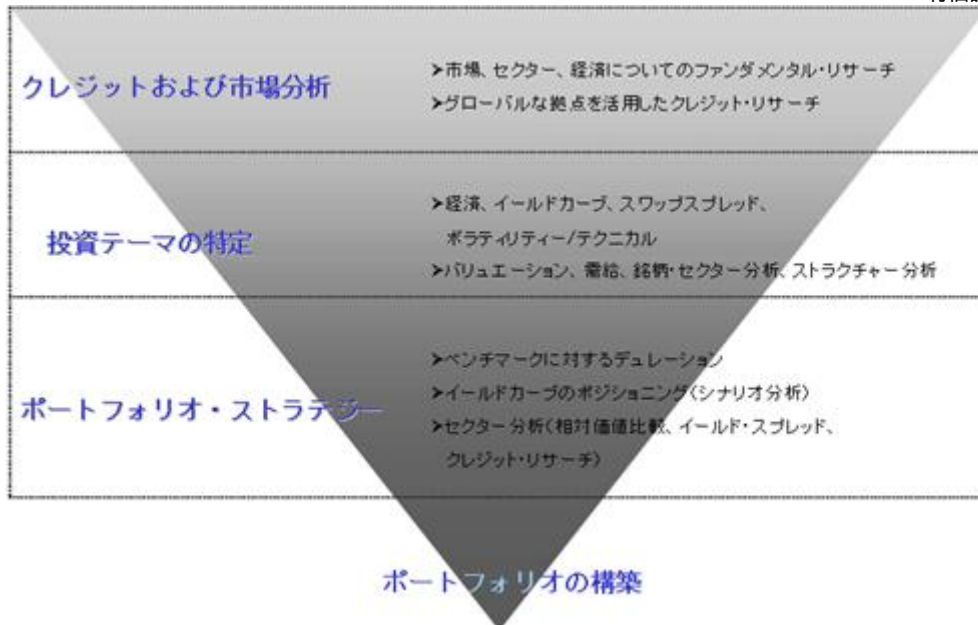 クレジットおよび市場分析
➤市場、セクター、経済についてのファンダメンタル・リサーチ
➤グローバルな拠点を活用したクレジット・リサーチ
投資テーマの特定
➤経済、イールドカーブ、スワップスプレッド、
ボラティリティー/テクニカル
➤バリュエーション、需給、銘柄・セクター分析、ストラクチャー分析
ポートフォリオ・ストラテジー
➤ベンチマークに対するデュレーション
➤イールドカーブのポジショニング(シナリオ分析)
➤セクター分析(相対価値比較、イールド・スプレッド、
クレジット・リサーチ)
ポートフォリオの構築